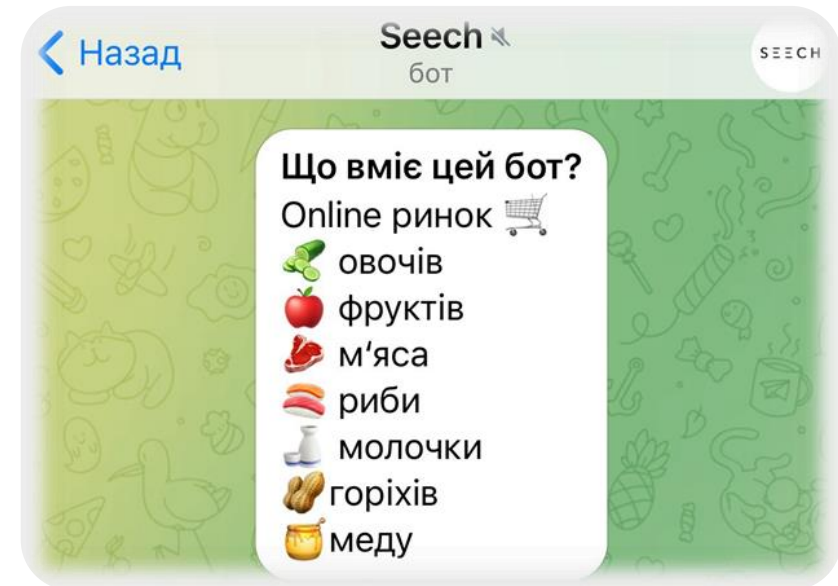 Назад
Seech
бот
SEECH
Що вміє цей бот?
Online ринок 🛒
🥒 овочів
🍎 фруктів
🥩 м‘яса
🍣 риби
🍶 молочки
🥜горіхів
🍯меду